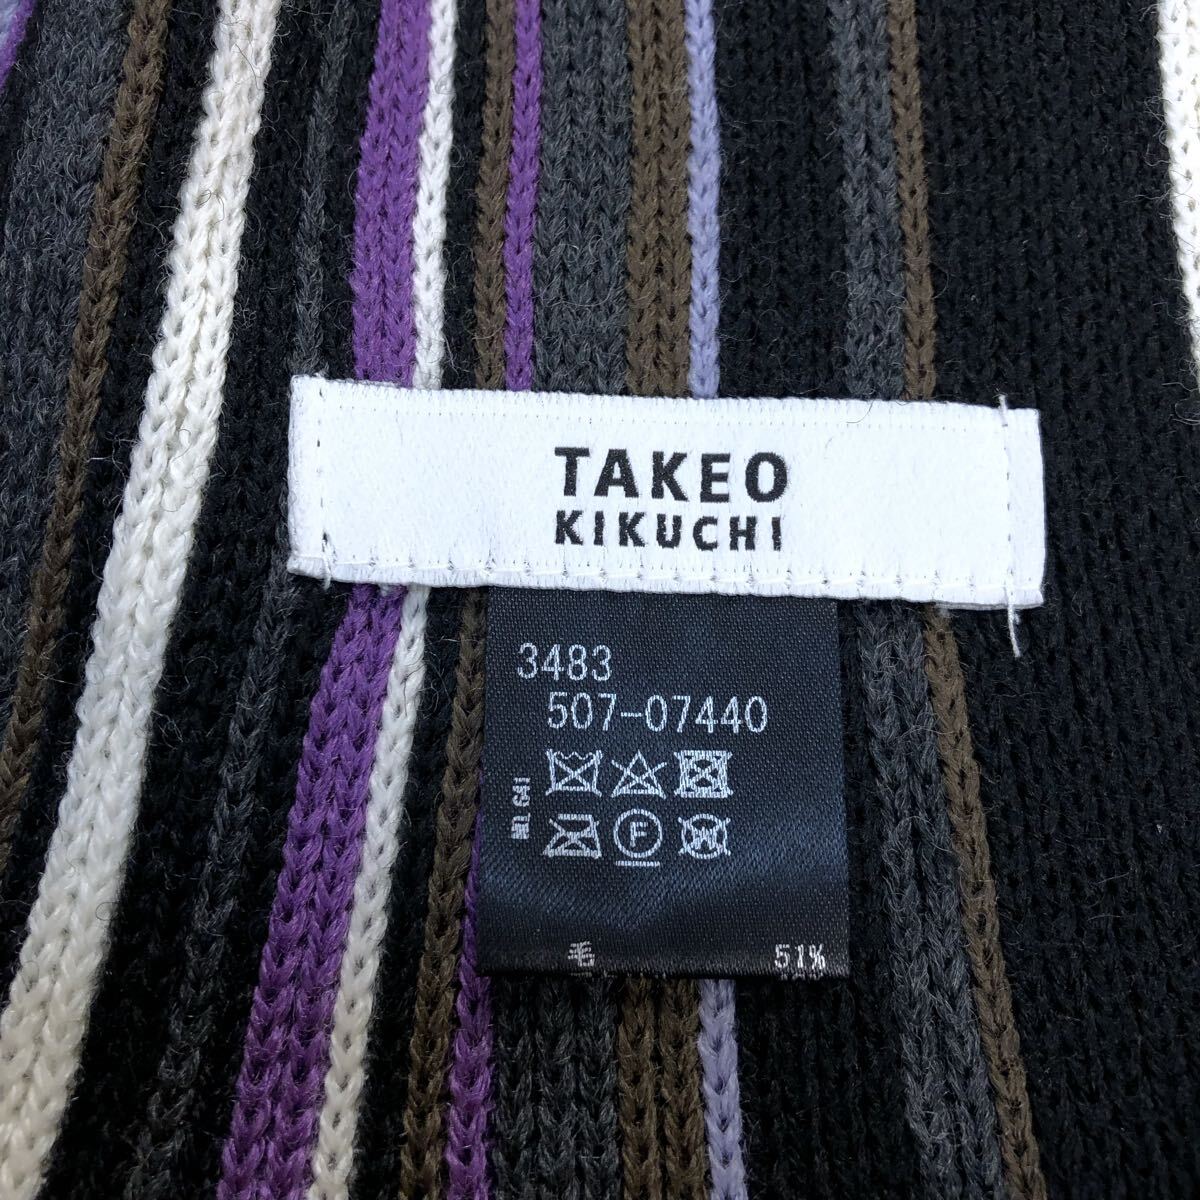 TAKEO
KIKUCHI
3483
507-07440
F
W
毛 51%